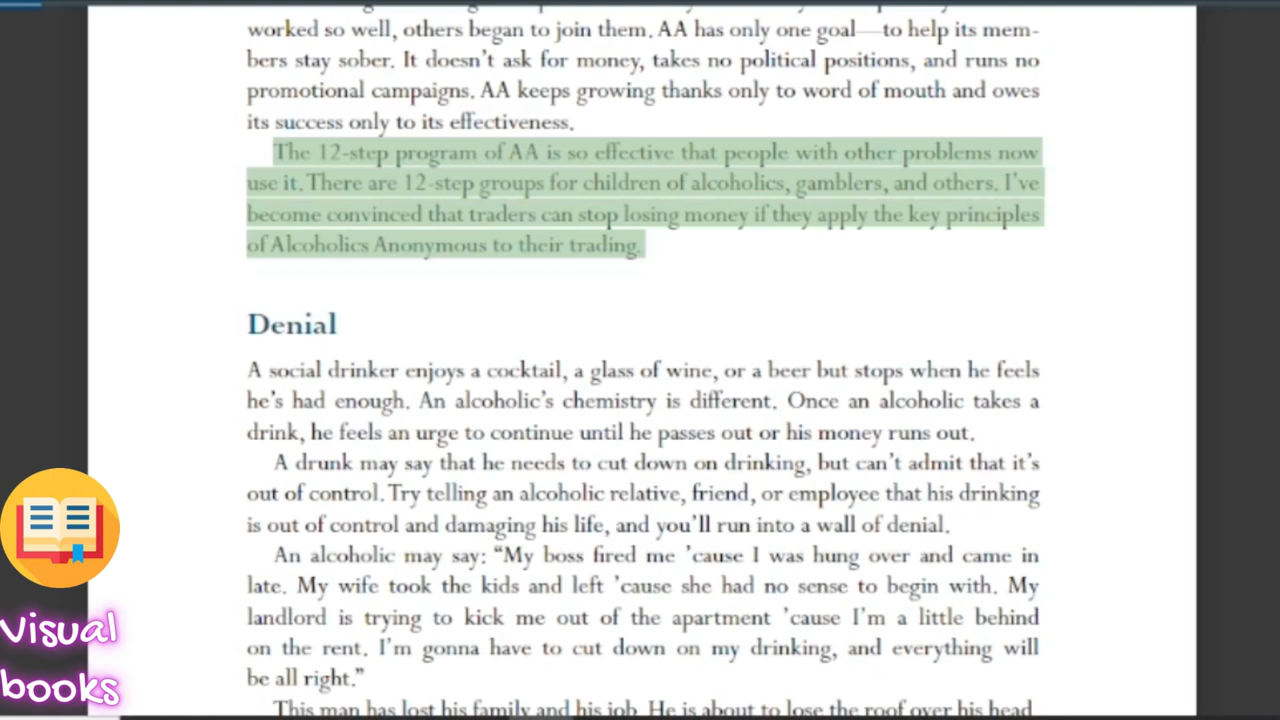 worked so well, others began to join them. AA has only one goal—to help its mem-
bers stay sober. It doesn't ask for money, takes no political positions, and runs no
promotional campaigns. AA keeps growing thanks only to word of mouth and owes
its success only to its effectiveness.
The 12-step program of AA is so effective that people with other problems now
use it. There are 12-step groups for children of alcoholics, gamblers, and others. I've
become convinced that traders can stop losing money if they apply the key principles
of Alcoholics Anonymous to their trading.
Denial
A social drinker enjoys a cocktail, a glass of wine, or a beer but stops when he feels
he's had enough. An alcoholic's chemistry is different. Once an alcoholic takes a
drink, he feels an urge to continue until he passes out or his money runs out.
A drunk may say that he needs to cut down on drinking, but can't admit that it's
out of control. Try telling an alcoholic relative, friend, or employee that his drinking
is out of control and damaging his life, and you'll run into a wall of denial.
An alcoholic may say: “My boss fired me ’cause I was hung over and came in
late. My wife took the kids and left ’cause she had no sense to begin with. My
landlord is trying to kick me out of the apartment ’cause I'm a little behind
on the rent. I'm gonna have to cut down on my drinking, and everything will
be all right.”
This man has lost his family and his job. He is about to lose the roof over his head
Visual
books